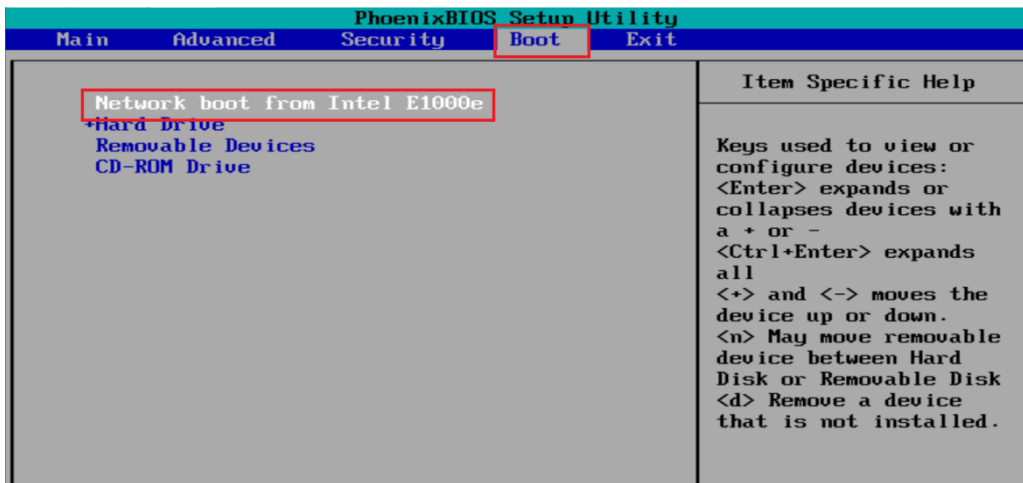 PhoenixBIOS Setup Utility
Main Advanced Security Boot Exit
Network boot from Intel E1000e
+Hard Drive
Removable Devices
CD-ROM Drive
Item Specific Help
Keys used to view or
configure devices:
<Enter> expands or
collapses devices with
a + or -
<Ctrl+Enter> expands
all
<+> and <-> moves the
device up or down.
<n> May move removable
device between Hard
Disk or Removable Disk
<d> Remove a device
that is not installed.